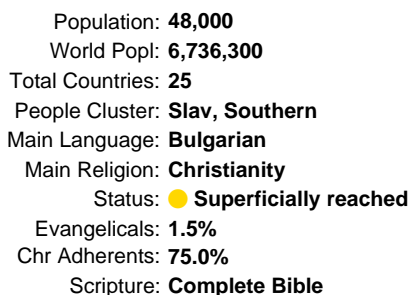 Population: 48,000
World Popl: 6,736,300
Total Countries: 25
People Cluster: Slav, Southern
Main Language: Bulgarian
Main Religion: Christianity
Status: Superficially reached
Evangelicals: 1.5%
Chr Adherents: 75.0%
Scripture: Complete Bible